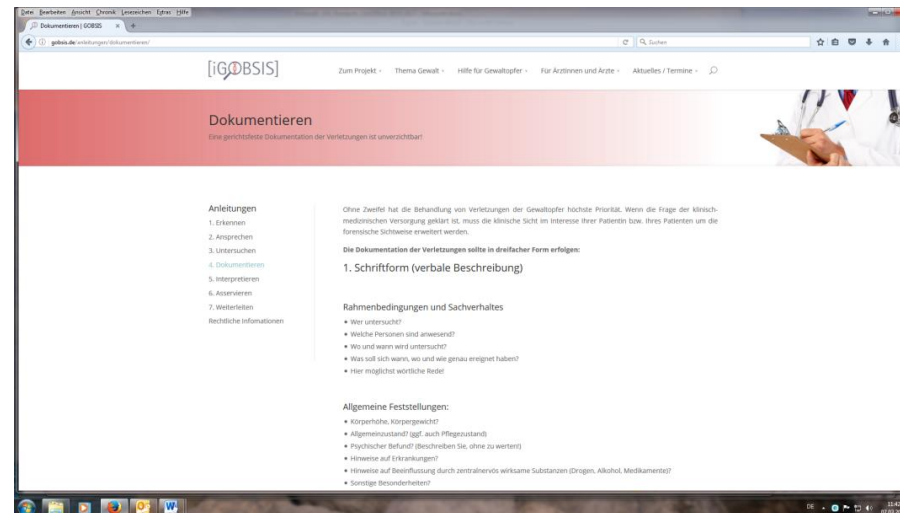 Datei Bearbeiten Ansicht Chronik Lesezeichen Extras Hilfe
Dokumentieren | GOBSIS × +
gobsis.de/anleitungen/dokumentieren/
Suchen
[iGOBSIS]
Zum Projekt Thema Gewalt Hilfe für Gewaltopfer Für Ärztinnen und Ärzte Aktuelles / Termine
Dokumentieren
Eine gerichtsfeste Dokumentation der Verletzungen ist unverzichtbar!
Anleitungen
1. Erkennen
2. Ansprechen
3. Untersuchen
4. Dokumentieren
5. Interpretieren
6. Asservieren
7. Weiterleiten
Rechtliche Infomationen
Ohne Zweifel hat die Behandlung von Verletzungen der Gewaltopfer höchste Priorität. Wenn die Frage der klinisch-
medizinischen Versorgung geklärt ist, muss die klinische Sicht im Interesse Ihrer Patientin bzw. Ihres Patienten um die
forensische Sichtweise erweitert werden.
Die Dokumentation der Verletzungen sollte in dreifacher Form erfolgen:
1. Schriftform (verbale Beschreibung)
Rahmenbedingungen und Sachverhaltes
• Wer untersucht?
• Welche Personen sind anwesend?
• Wo und wann wird untersucht?
• Was soll sich wann, wo und wie genau ereignet haben?
• Hier möglichst wörtliche Rede!
Allgemeine Feststellungen:
• Körperhöhe, Körpergewicht?
• Allgemeinzustand? (ggf. auch Pflegezustand)
• Psychischer Befund? (Beschreiben Sie, ohne zu werten!)
• Hinweise auf Erkrankungen?
• Hinweise auf Beeinflussung durch zentralnervös wirksame Substanzen (Drogen, Alkohol, Medikamente)?
• Sonstige Besonderheiten?
DE